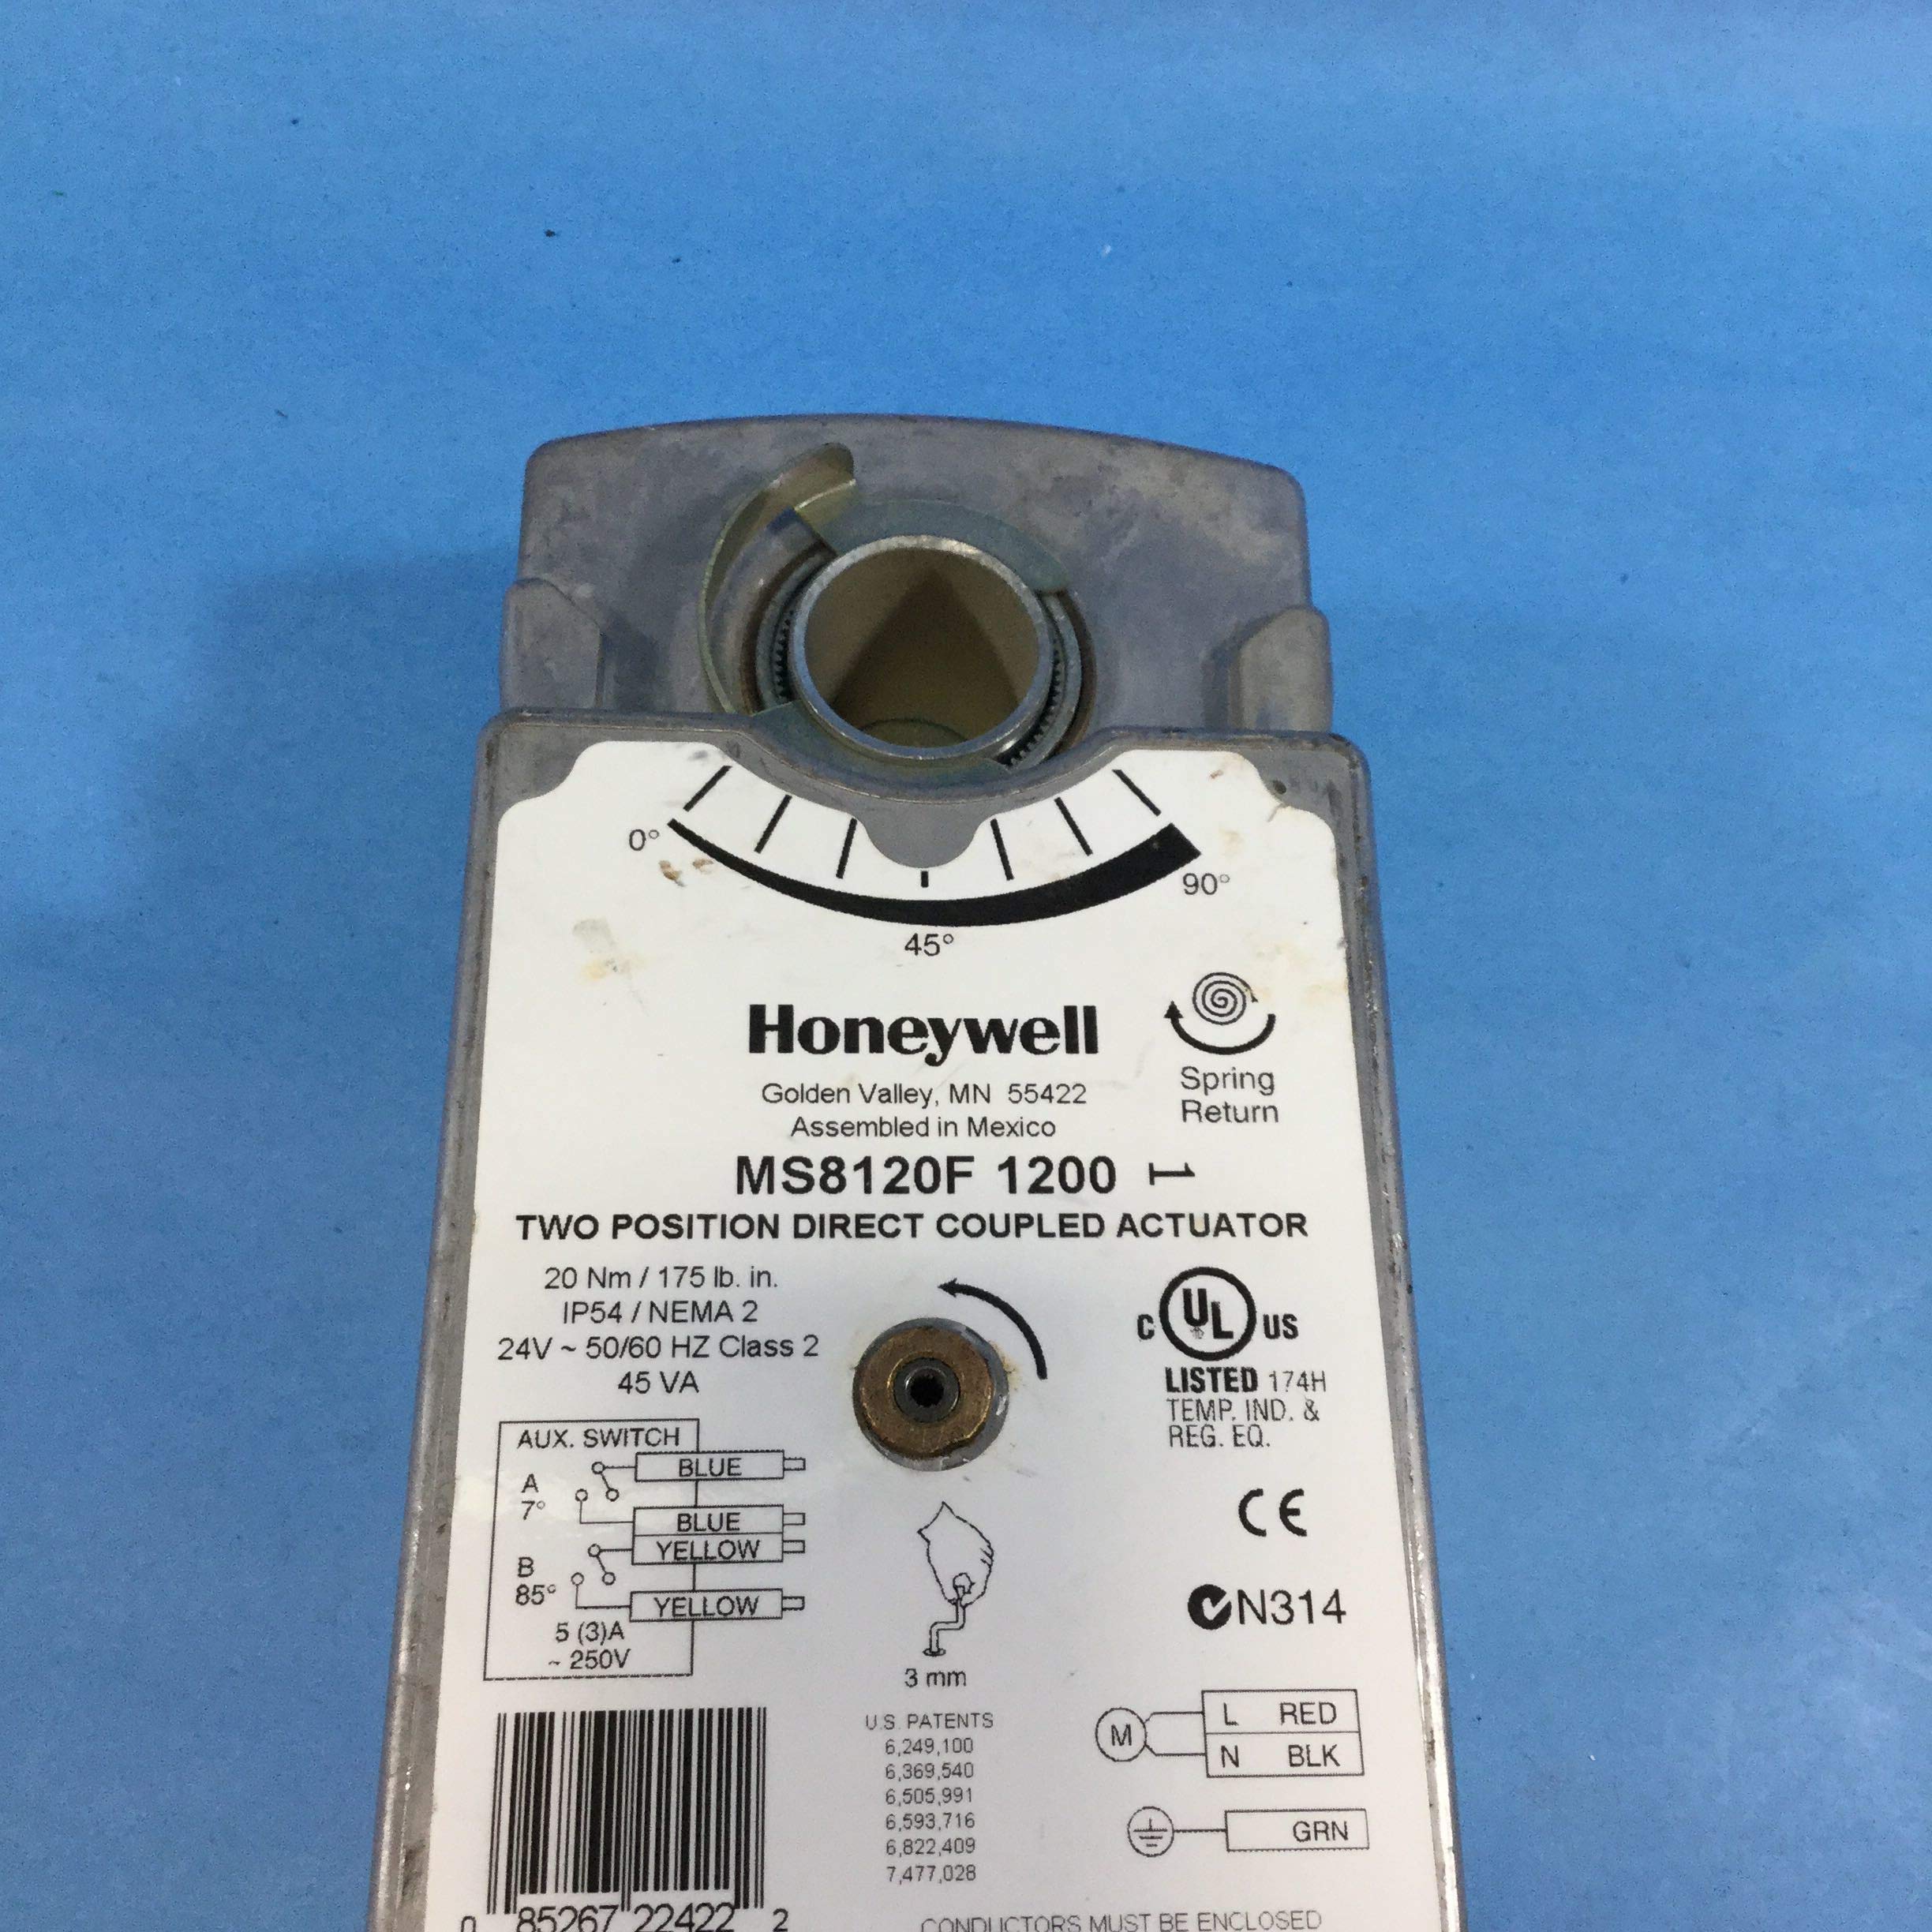 0°
90°
45°
Honeywell
Spring
Return
Golden Valley, MN 55422
Assembled in Mexico
MS8120F 1200 1
TWO POSITION DIRECT COUPLED ACTUATOR
20 Nm / 175 lb. in.
IP54 / NEMA 2
24V ~ 50/60 HZ Class 2
45 VA
C UL US
LISTED 174H
TEMP. IND. &
REG. EQ.
AUX. SWITCH
BLUE
A
7°
BLUE
YELLOW
B
85°
YELLOW
5 (3)A
~ 250V
CE
N314
3 mm
U.S. PATENTS
6,249,100
6,369,540
6,505,991
6,593,716
6,822,409
7,477,028
M
L RED
N BLK
GRN
0 85267 22422 2
CONDUCTORS MUST BE ENCLOSED